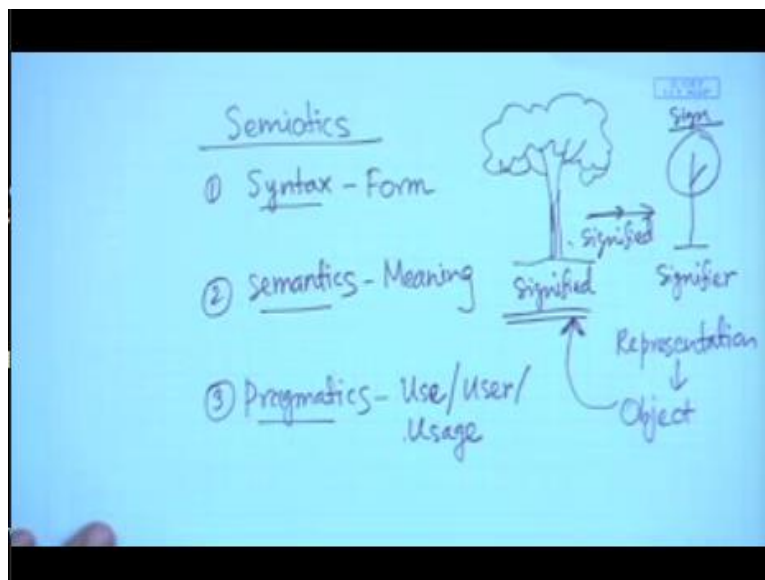 Semiotics
① Syntax - Form
② Semantics - Meaning
③ Pragmatics - Use/User/
Usage
Signified
Signified
Sign
Signifier
Representation
Object